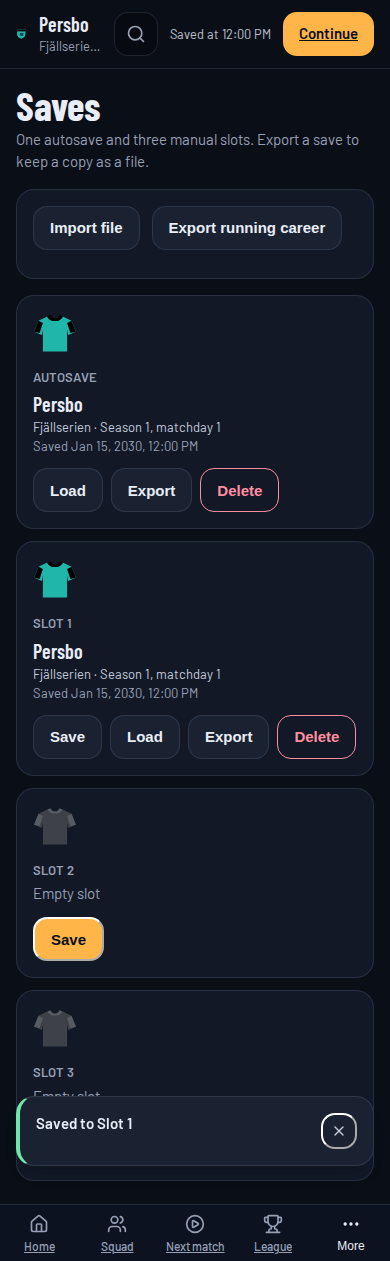 Persbo
Fjällserie…
Saved at 12:00 PM
Continue
Saves
One autosave and three manual slots. Export a save to
keep a copy as a file.
Import file
Export running career
AUTOSAVE
Persbo
Fjällserien · Season 1, matchday 1
Saved Jan 15, 2030, 12:00 PM
Load
Export
Delete
SLOT 1
Persbo
Fjällserien · Season 1, matchday 1
Saved Jan 15, 2030, 12:00 PM
Save
Load
Export
Delete
SLOT 2
Empty slot
Save
SLOT 3
Empty slot
Saved to Slot 1
Home
Squad
Next match
League
More